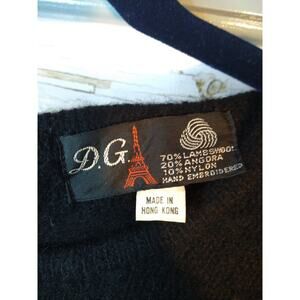 D.G.
70% LAMBSWOOL
20% ANGORA
10% NYLON
HAND EMBROIDERED
MADE IN
HONG KONG